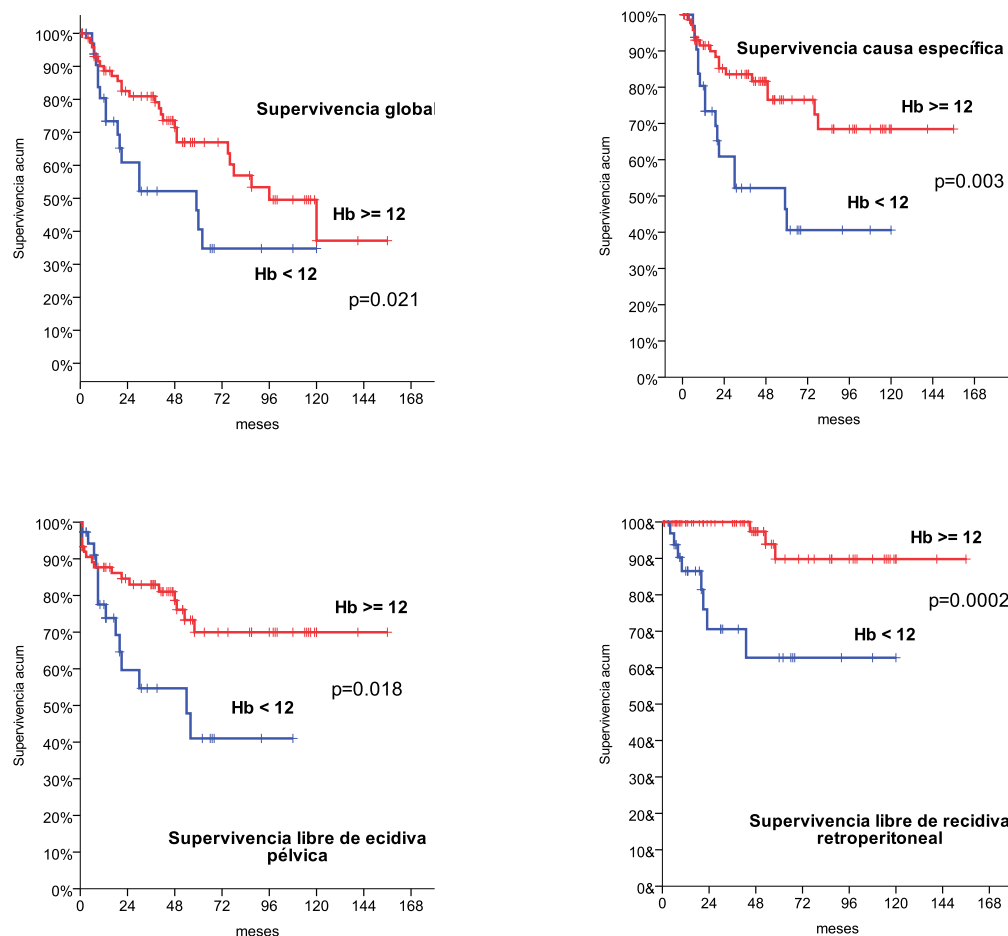 100%
90%
80%
70%
60%
50%
40%
30%
20%
10%
0%
Supervivencia acum
Supervivencia global
Hb >= 12
Hb < 12
p=0.021
0 24 48 72 96 120 144 168
meses
100%
90%
80%
70%
60%
50%
40%
30%
20%
10%
0%
Supervivencia acum
Supervivencia causa específica
Hb >= 12
p=0.003
Hb < 12
0 24 48 72 96 120 144 168
meses
100%
90%
80%
70%
60%
50%
40%
30%
20%
10%
0%
Supervivencia acum
Hb >= 12
p=0.018
Hb < 12
Supervivencia libre de ecidiva
pélvica
0 24 48 72 96 120 144 168
meses
100&
90&
80&
70&
60&
50&
40&
30&
20&
10&
0&
Supervivencia acum
Hb >= 12
p=0.0002
Hb < 12
Supervivencia libre de recidiva
retroperitoneal
0 24 48 72 96 120 144 168
meses